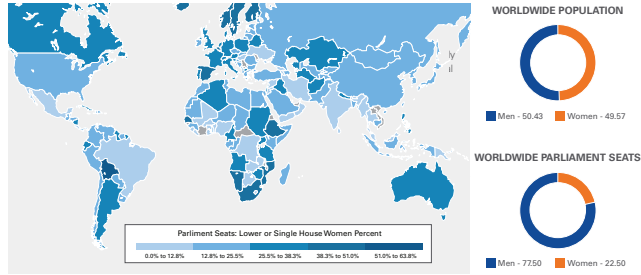 WORLDWIDE POPULATION
Men - 50.43 Women - 49.57
WORLDWIDE PARLIAMENT SEATS
Men - 77.50 Women - 22.50
Parliment Seats: Lower or Single House Women Percent
0.0% to 12.8% 12.8% to 25.5% 25.5% to 38.3% 38.3% to 51.0% 51.0% to 63.8%